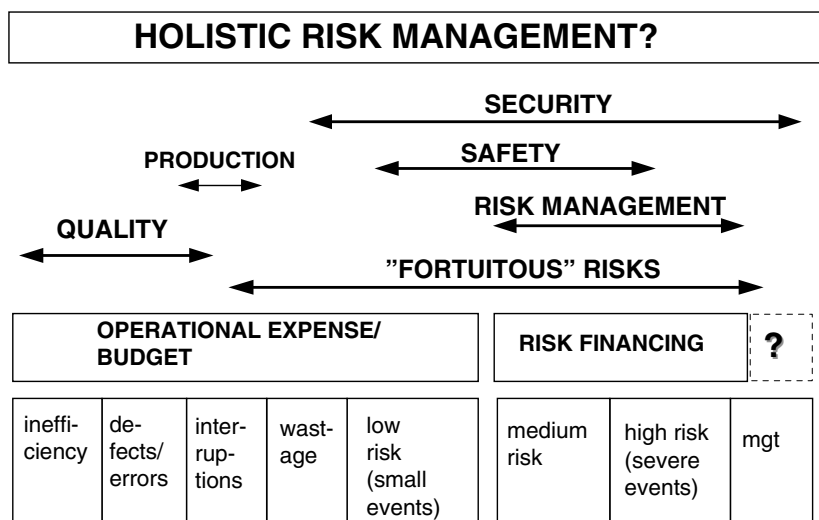 HOLISTIC RISK MANAGEMENT?
SECURITY
PRODUCTION
SAFETY
RISK MANAGEMENT
QUALITY
”FORTUITOUS” RISKS
OPERATIONAL EXPENSE/
BUDGET
RISK FINANCING
?
ineffi-
ciency
de-
fects/
errors
inter-
rup-
tions
wast-
age
low
risk
(small
events)
medium
risk
high risk
(severe
events)
mgt